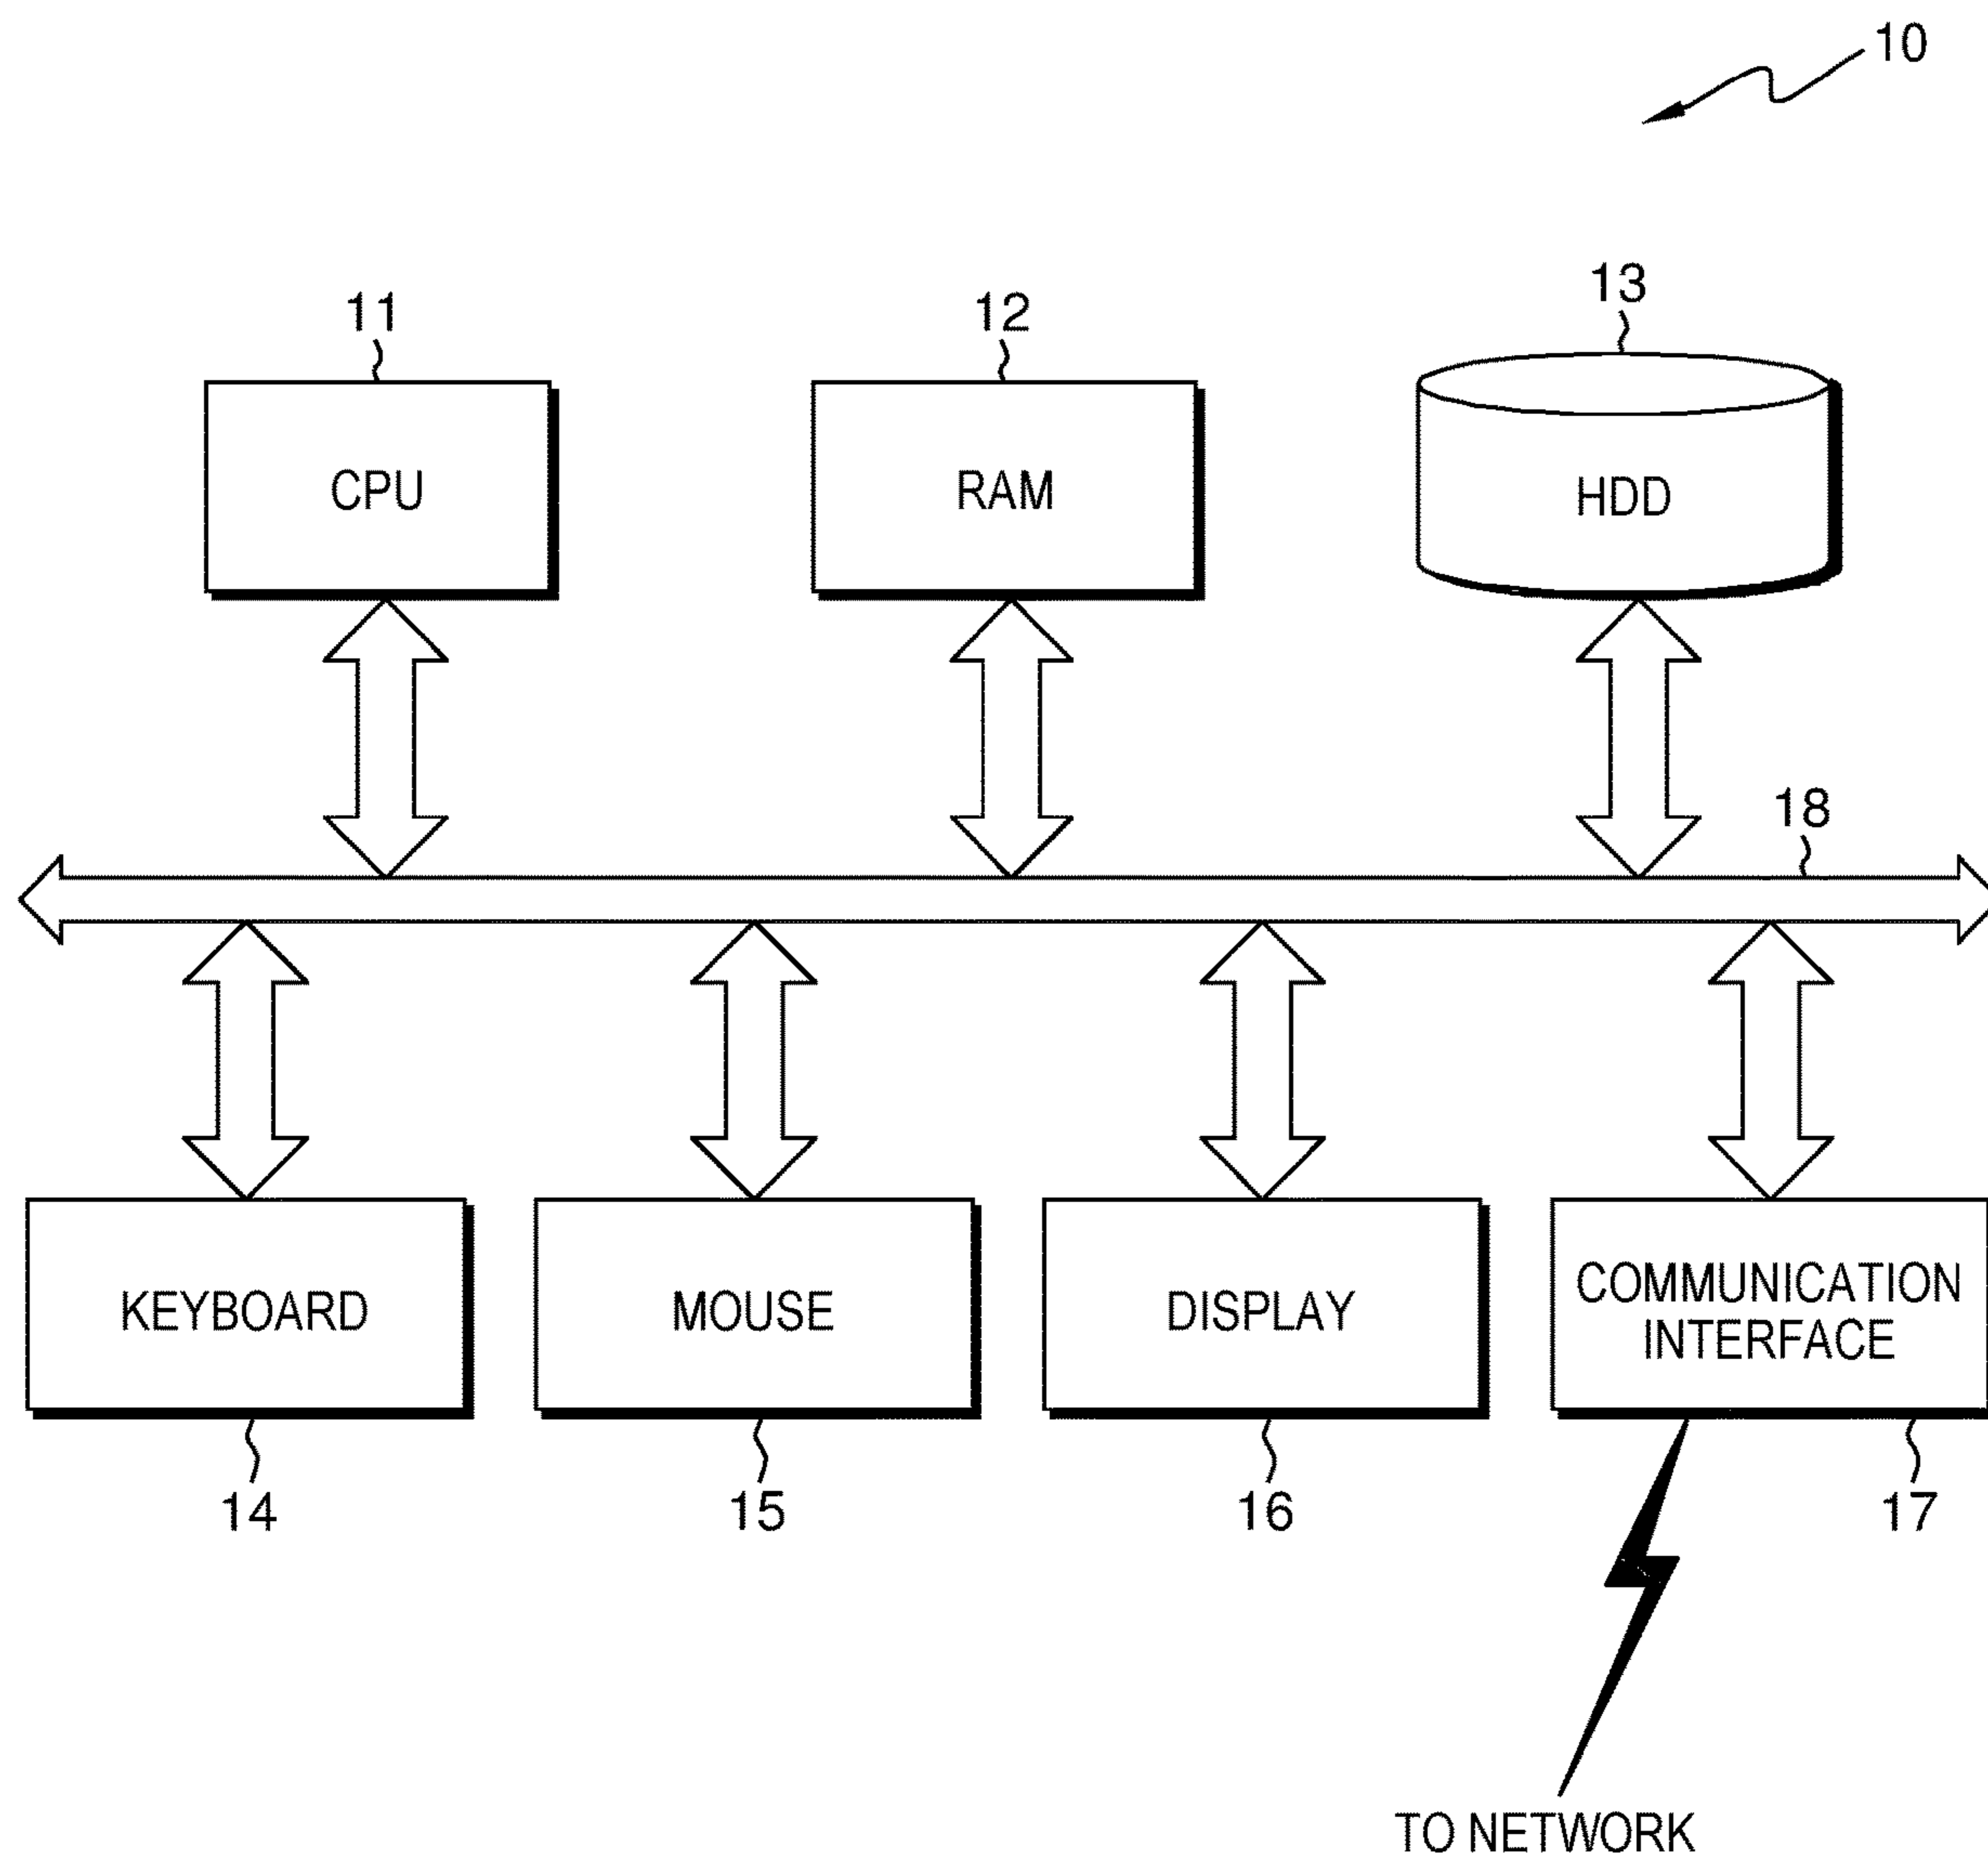 10
11
12
13
CPU
RAM
HDD
18
KEYBOARD
MOUSE
DISPLAY
COMMUNICATION
INTERFACE
14
15
16
17
TO NETWORK